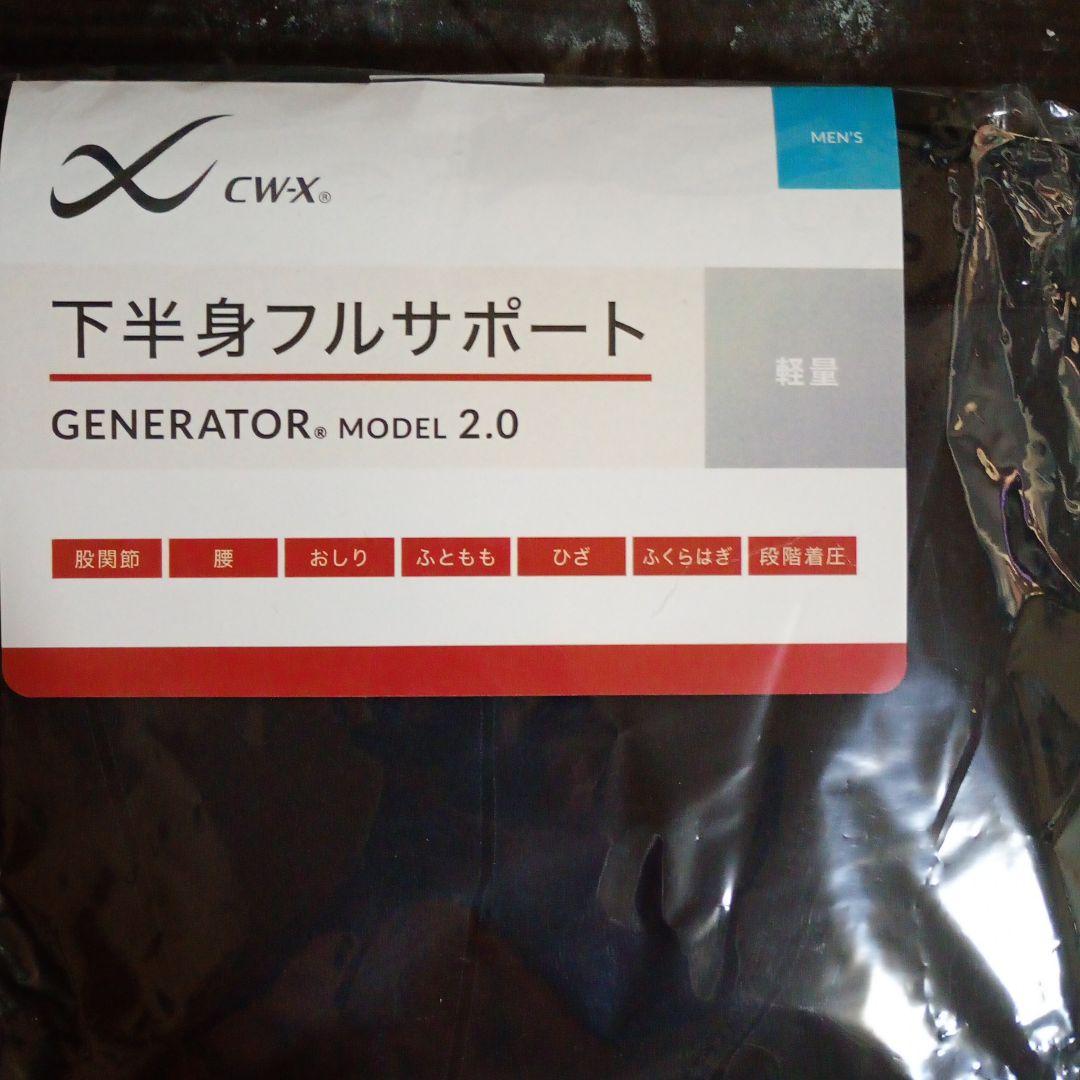 MEN'S
CW-X®
下半身フルサポート
GENERATOR® MODEL 2.0
軽量
股関節 腰 おしり ふともも ひざ ふくらはぎ 段階着圧